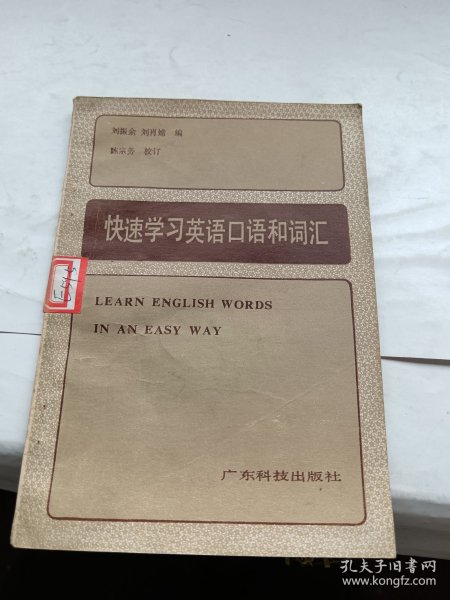 刘振余 刘肖嫦 编
陈宗芳 校订
快速学习英语口语和词汇
LEARN ENGLISH WORDS
IN AN EASY WAY
广东科技出版社
孔夫子旧书网
www.kongfz.com